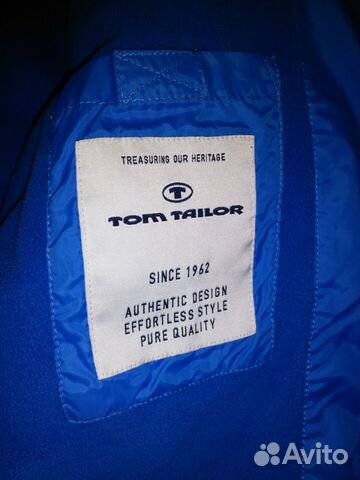 TREASURING OUR HERITAGE
T
TOM TAILOR
SINCE 1962
AUTHENTIC DESIGN
EFFORTLESS STYLE
PURE QUALITY
Avito